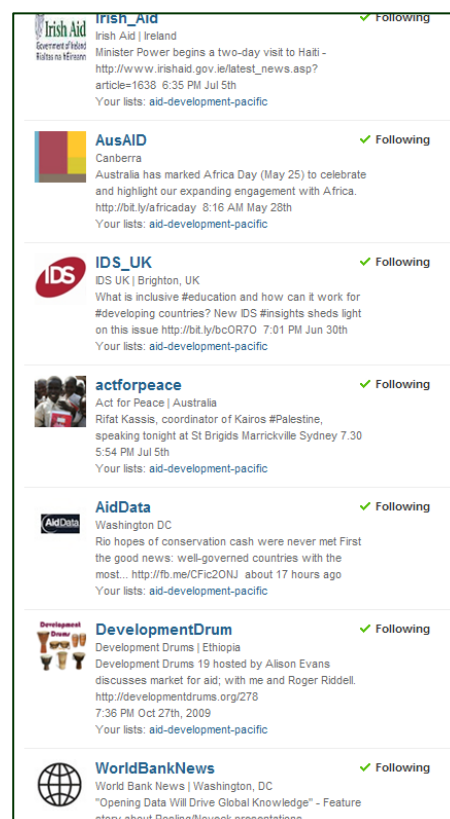 Irish Aid
Government of Ireland
Rialtas na hÉireann
Irish_Aid
Following
Irish Aid | Ireland
Minister Power begins a two-day visit to Haiti -
http://www.irishaid.gov.ie/latest_news.asp?
article=1638 6:35 PM Jul 5th
Your lists: aid-development-pacific
AusAID
Following
Canberra
Australia has marked Africa Day (May 25) to celebrate
and highlight our expanding engagement with Africa.
http://bit.ly/africaday 8:16 AM May 28th
Your lists: aid-development-pacific
IDS
IDS_UK
Following
IDS UK | Brighton, UK
What is inclusive #education and how can it work for
#developing countries? New IDS #insights sheds light
on this issue http://bit.ly/bcOR7O 7:01 PM Jun 30th
Your lists: aid-development-pacific
actforpeace
Following
Act for Peace | Australia
Rifat Kassis, coordinator of Kairos #Palestine,
speaking tonight at St Brigids Marrickville Sydney 7.30
5:54 PM Jul 5th
Your lists: aid-development-pacific
AidData
AidData
Following
Washington DC
Rio hopes of conservation cash were never met First
the good news: well-governed countries with the
most... http://fb.me/CFic2ONJ about 17 hours ago
Your lists: aid-development-pacific
Development
Drums
DevelopmentDrum
Following
Development Drums | Ethiopia
Development Drums 19 hosted by Alison Evans
discusses market for aid; with me and Roger Riddell.
http://developmentdrums.org/278
7:36 PM Oct 27th, 2009
Your lists: aid-development-pacific
WorldBankNews
Following
World Bank News | Washington, DC
"Opening Data Will Drive Global Knowledge" - Feature
story about